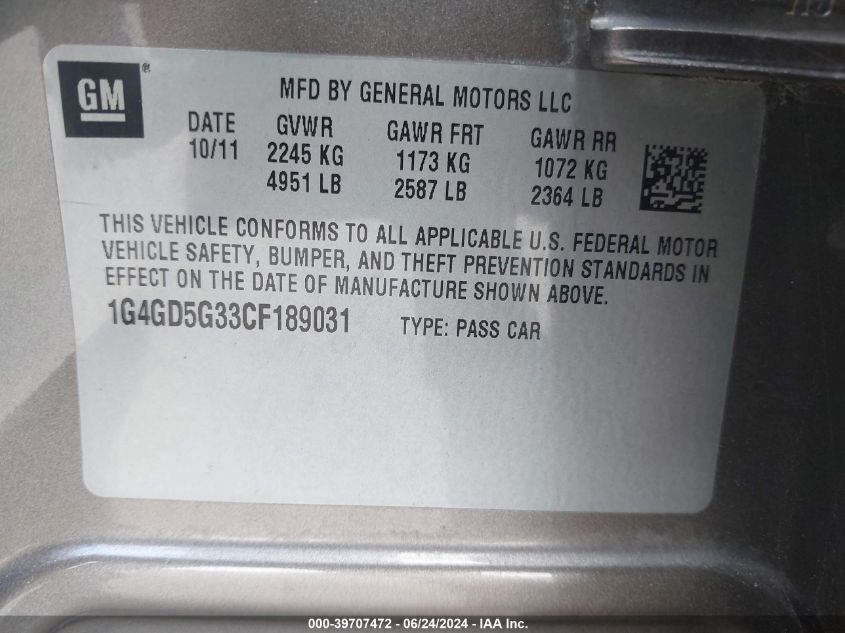 GM®
MFD BY GENERAL MOTORS LLC
DATE GVWR GAWR FRT GAWR RR
10/11 2245 KG 1173 KG 1072 KG
4951 LB 2587 LB 2364 LB
THIS VEHICLE CONFORMS TO ALL APPLICABLE U.S. FEDERAL MOTOR
VEHICLE SAFETY, BUMPER, AND THEFT PREVENTION STANDARDS IN
EFFECT ON THE DATE OF MANUFACTURE SHOWN ABOVE.
1G4GD5G33CF189031 TYPE: PASS CAR
000-39707472 - 06/24/2024 - IAA Inc.